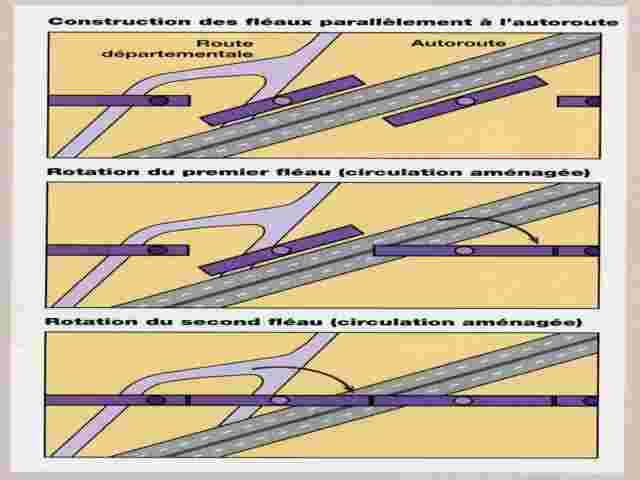 Construction des fléaux parallèlement à l'autoroute
Route
départementale
Autoroute
Rotation du premier fléau (circulation aménagée)
Rotation du second fléau (circulation aménagée)